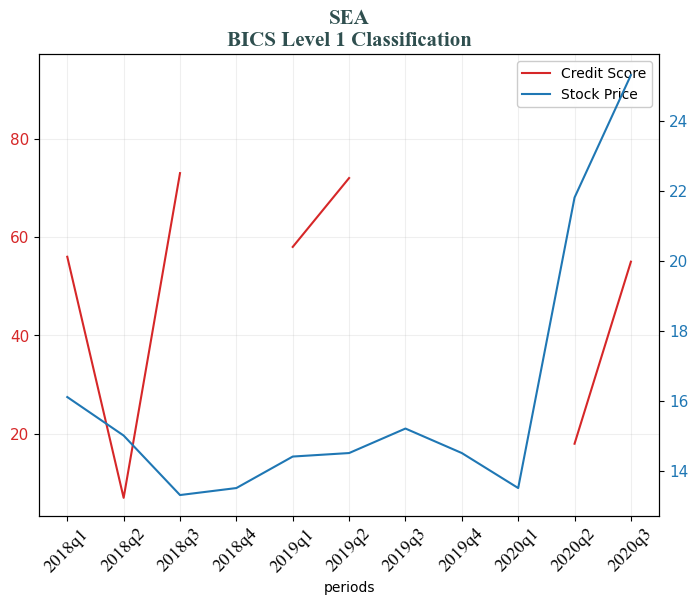 SEA
BICS Level 1 Classification
Credit Score
Stock Price
80
60
40
20
24
22
20
18
16
14
2018q1
2018q2
2018q3
2018q4
2019q1
2019q2
2019q3
2019q4
2020q1
2020q2
2020q3
periods